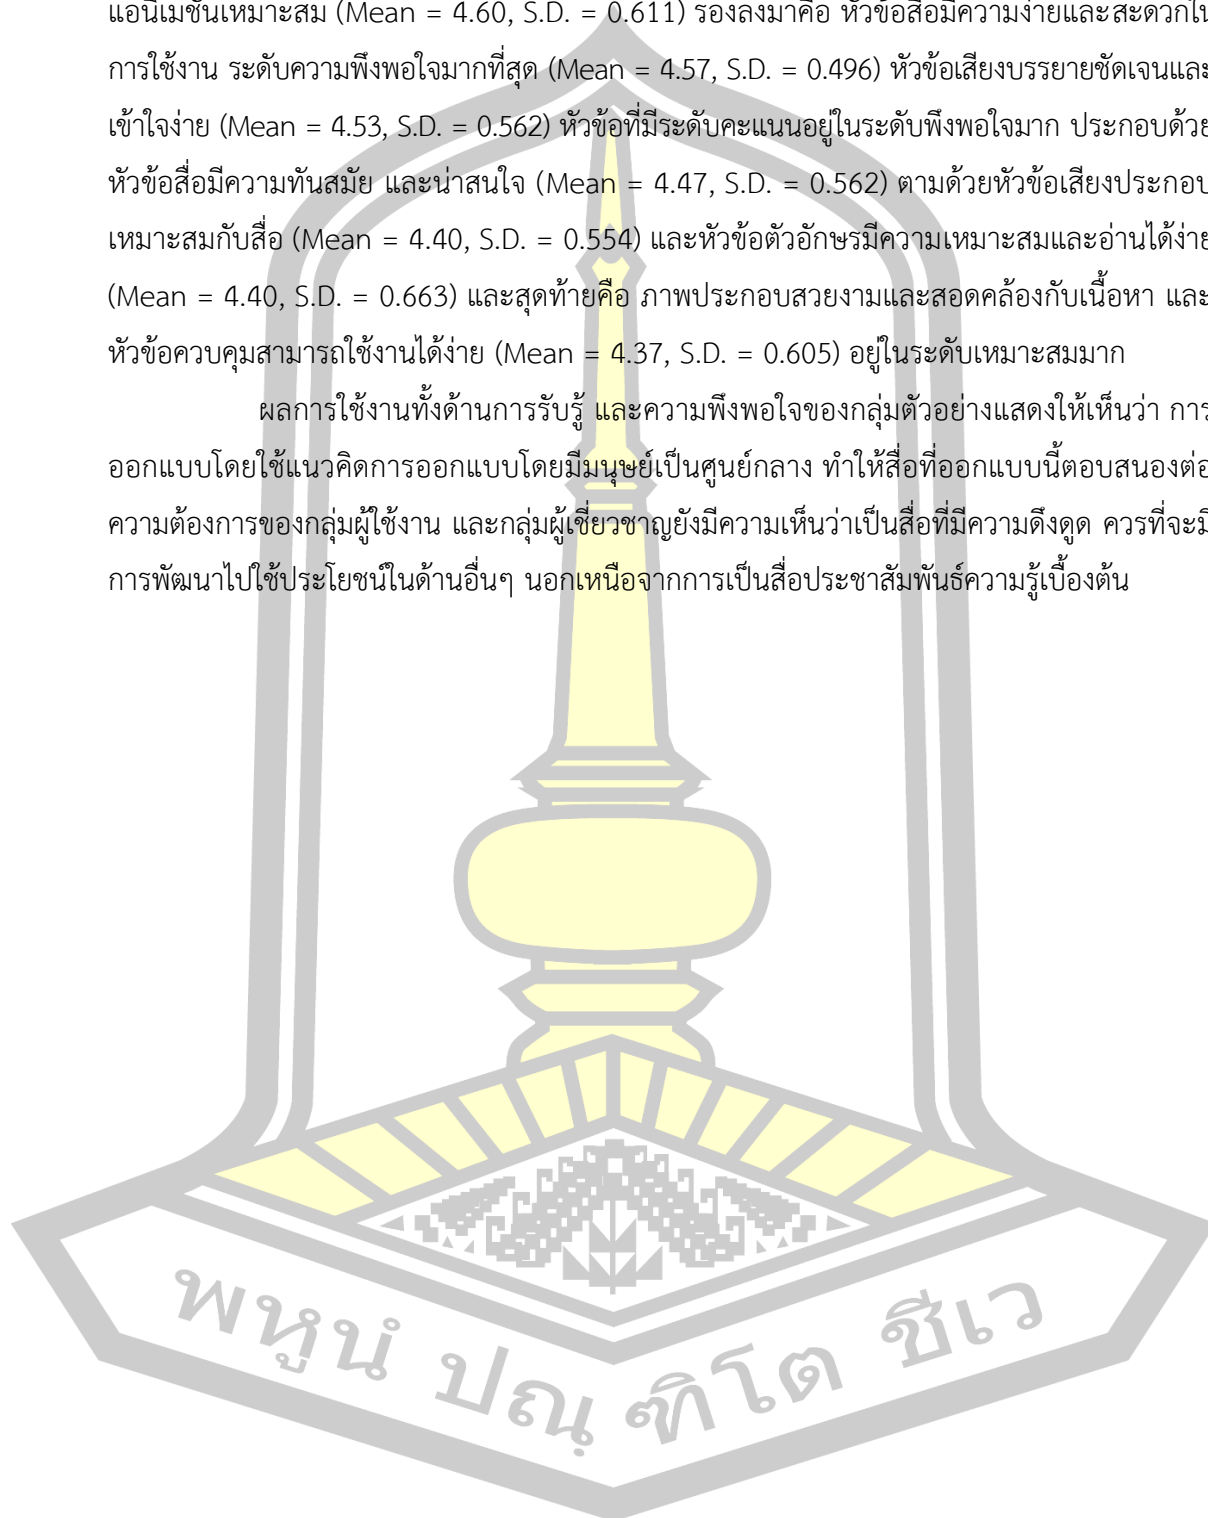 แอนิเมชันเหมาะสม (Mean = 4.60, S.D. = 0.611) รองลงมาคือ หัวข้อสื่อมีความง่ายและสะดวกใน
การใช้งาน ระดับความพึงพอใจมากที่สุด (Mean = 4.57, S.D. = 0.496) หัวข้อเสียงบรรยายชัดเจนและ
เข้าใจง่าย (Mean = 4.53, S.D. = 0.562) หัวข้อที่มีระดับคะแนนอยู่ในระดับพึงพอใจมาก ประกอบด้วย
หัวข้อสื่อมีความทันสมัย และน่าสนใจ (Mean = 4.47, S.D. = 0.562) ตามด้วยหัวข้อเสียงประกอบ
เหมาะสมกับสื่อ (Mean = 4.40, S.D. = 0.554) และหัวข้อตัวอักษรมีความเหมาะสมและอ่านได้ง่าย
(Mean = 4.40, S.D. = 0.663) และสุดท้ายคือ ภาพประกอบสวยงามและสอดคล้องกับเนื้อหา และ
หัวข้อควบคุมสามารถใช้งานได้ง่าย (Mean = 4.37, S.D. = 0.605) อยู่ในระดับเหมาะสมมาก
ผลการใช้งานทั้งด้านการรับรู้ และความพึงพอใจของกลุ่มตัวอย่างแสดงให้เห็นว่า การ
ออกแบบโดยใช้แนวคิดการออกแบบโดยมีมนุษย์เป็นศูนย์กลาง ทำให้สื่อที่ออกแบบนี้ตอบสนองต่อ
ความต้องการของกลุ่มผู้ใช้งาน และกลุ่มผู้เชี่ยวชาญยังมีความเห็นว่าเป็นสื่อที่มีความดึงดูด ควรที่จะมี
การพัฒนาไปใช้ประโยชน์ในด้านอื่นๆ นอกเหนือจากการเป็นสื่อประชาสัมพันธ์ความรู้เบื้องต้น
พหูนํ ปณฺฑิโต ชีเว